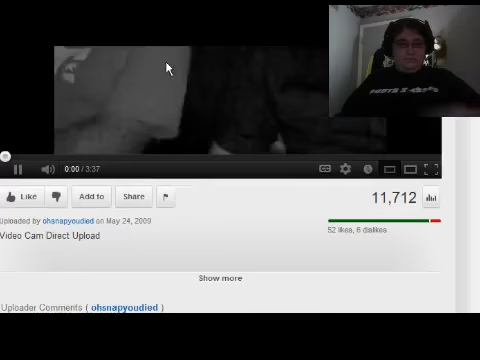 0:00 / 3:37
CC
Like
Add to
Share
11,712
Uploaded by ohsnapyoudied on May 24, 2009
52 likes, 6 dislikes
Video Cam Direct Upload
Show more
Uploader Comments ( ohsnapyoudied )